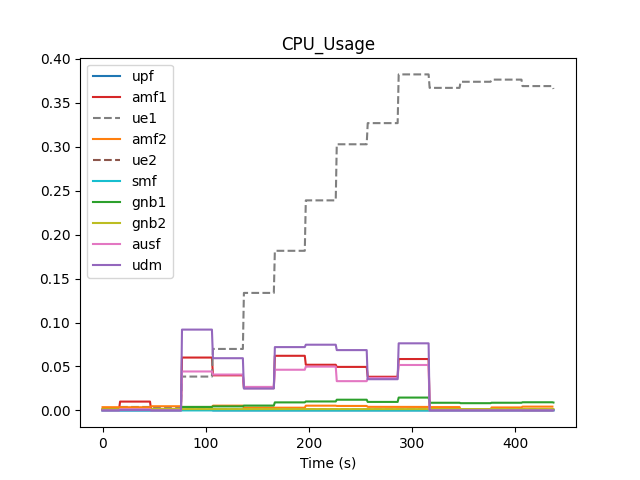 CPU_Usage
0.40
0.35
0.30
0.25
0.20
0.15
0.10
0.05
0.00
upf
amf1
ue1
amf2
ue2
smf
gnb1
gnb2
ausf
udm
0 100 200 300 400
Time (s)